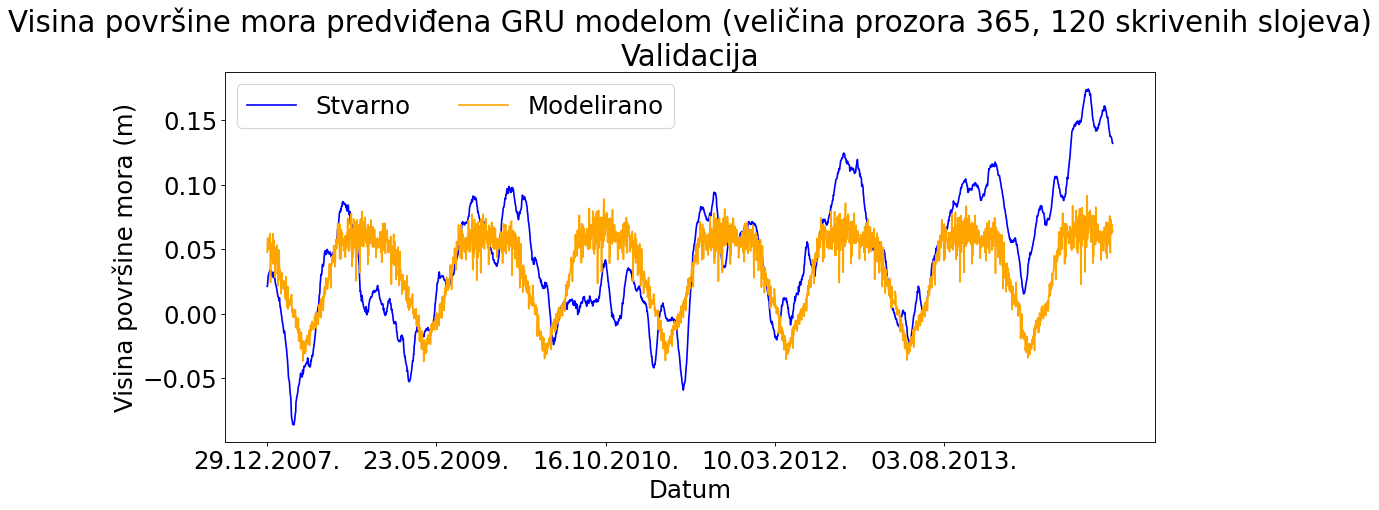 Visina površine mora predviđena GRU modelom (veličina prozora 365, 120 skrivenih slojeva)
Validacija
Stvarno
Modelirano
Visina površine mora (m)
0.15
0.10
0.05
0.00
−0.05
29.12.2007.
23.05.2009.
16.10.2010.
10.03.2012.
03.08.2013.
Datum